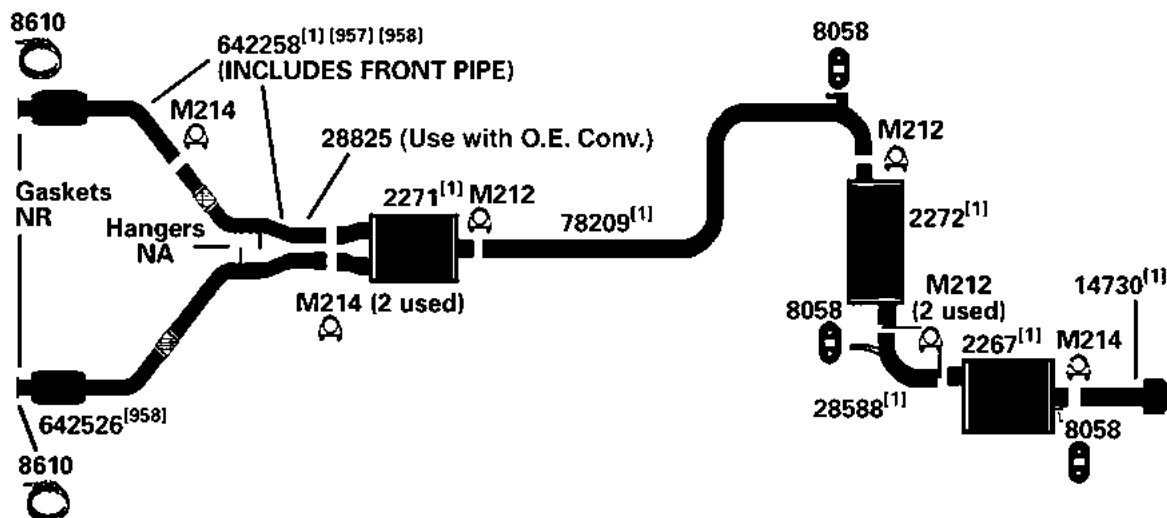 8610
642258[1] [957] [958]
(INCLUDES FRONT PIPE)
8058
M214
28825 (Use with O.E. Conv.)
M212
Gaskets
NR
2271[1]
M212
Hangers
NA
78209[1]
2272[1]
M214 (2 used)
M212
(2 used)
14730[1]
8058
2267[1]
M214
642526[958]
28588[1]
8058
8610